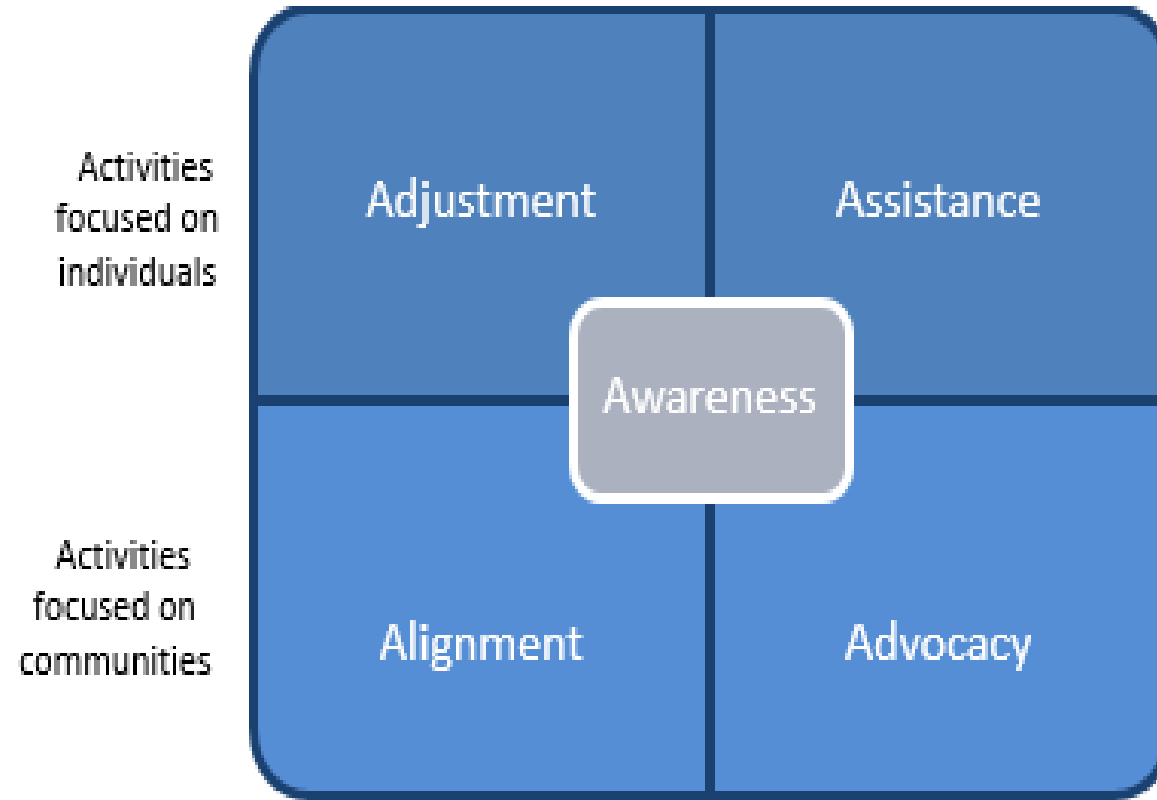 Activities
focused on
individuals
Adjustment
Assistance
Awareness
Activities
focused on
communities
Alignment
Advocacy